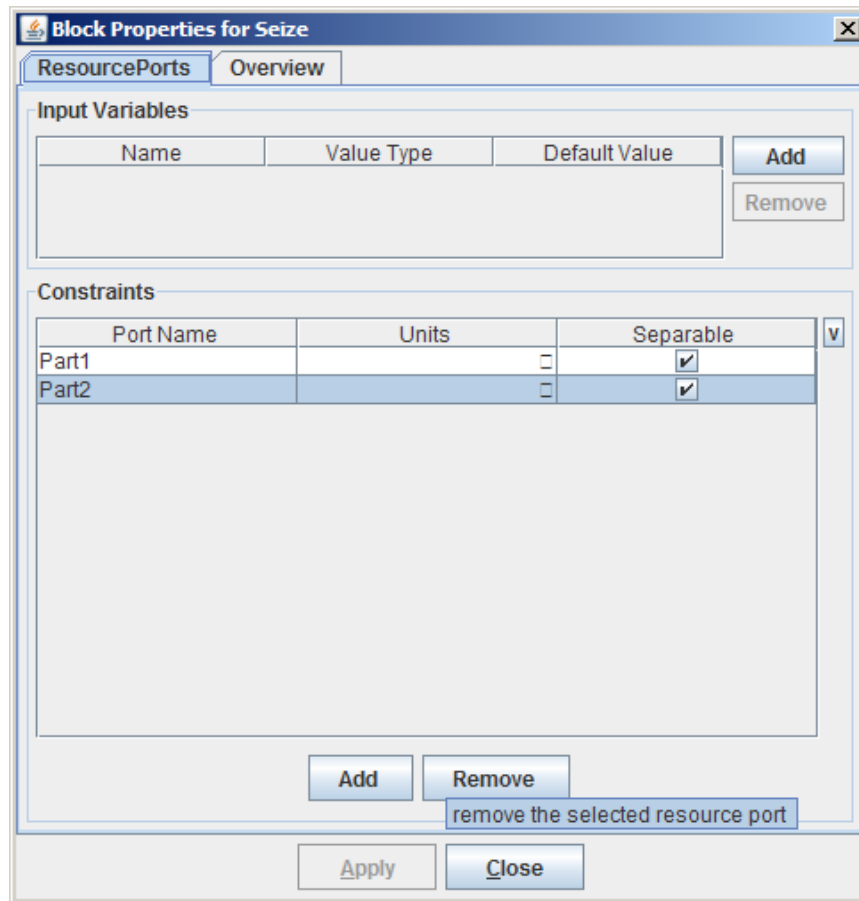 Block Properties for Seize
ResourcePorts Overview
Input Variables
Name Value Type Default Value
Add
Remove
Constraints
Port Name Units Separable
v
Part1
Part2
Add Remove
remove the selected resource port
Apply Close